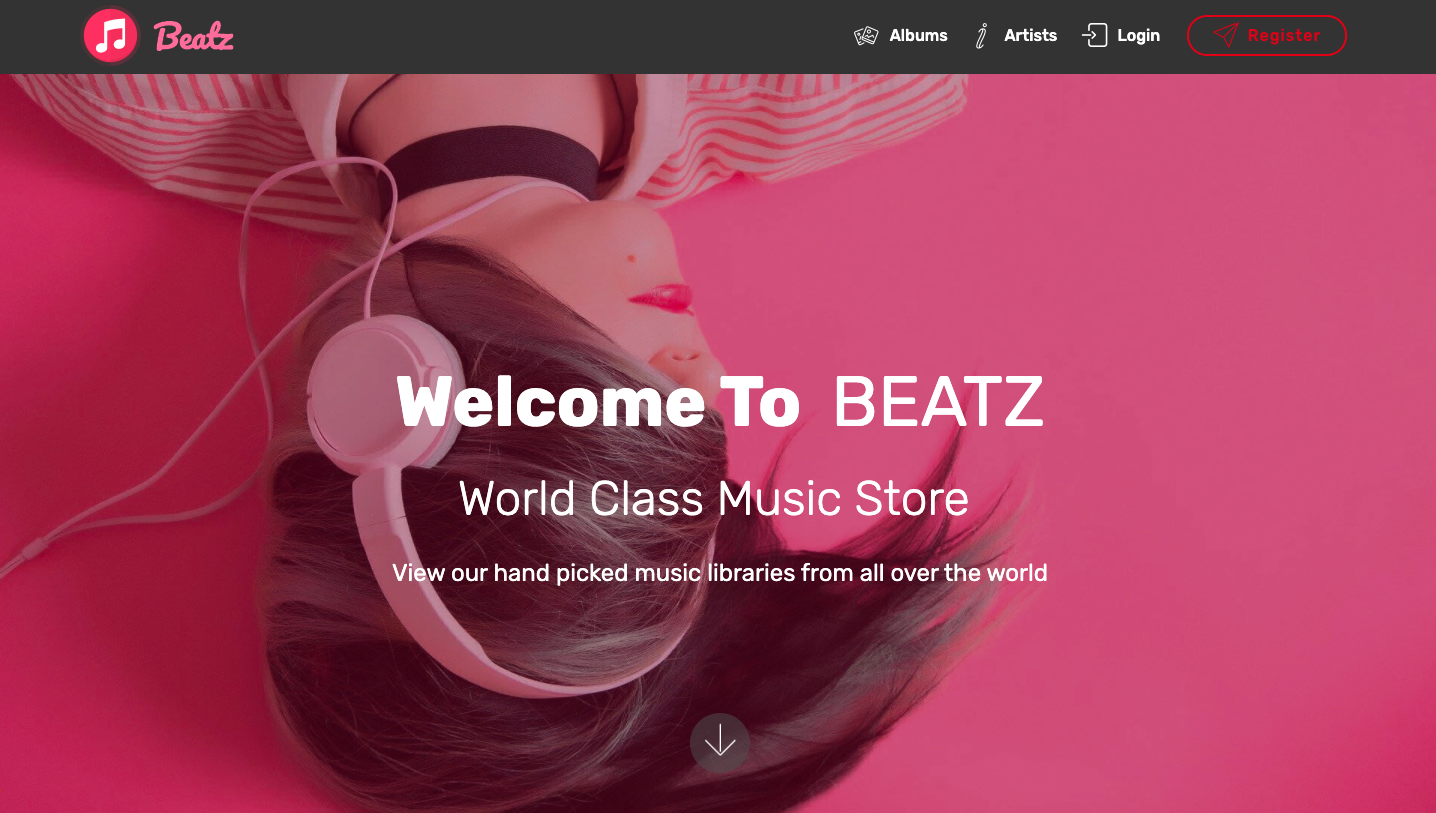 Beatz
Albums
Artists
Login
Register
Welcome To BEATZ
World Class Music Store
View our hand picked music libraries from all over the world